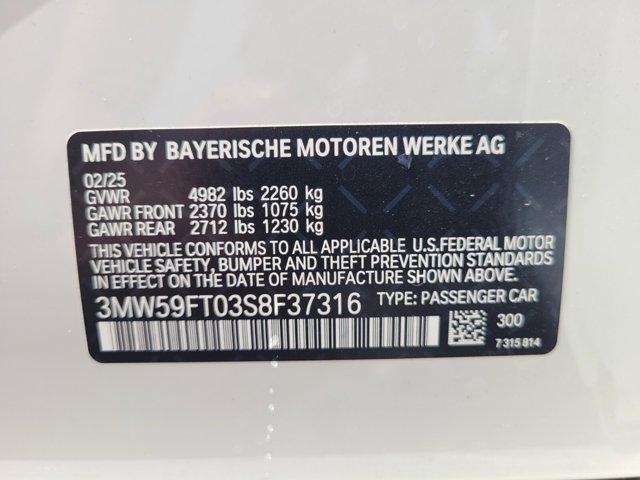 MFD BY BAYERISCHE MOTOREN WERKE AG
02/25
GVWR 4982 lbs 2260 kg
GAWR FRONT 2370 lbs 1075 kg
GAWR REAR 2712 lbs 1230 kg
THIS VEHICLE CONFORMS TO ALL APPLICABLE U.S.FEDERAL MOTOR
VEHICLE SAFETY, BUMPER AND THEFT PREVENTION STANDARDS
IN EFFECT ON THE DATE OF MANUFACTURE SHOWN ABOVE.
3MW59FT03S8F37316 TYPE: PASSENGER CAR
300
7 315 814